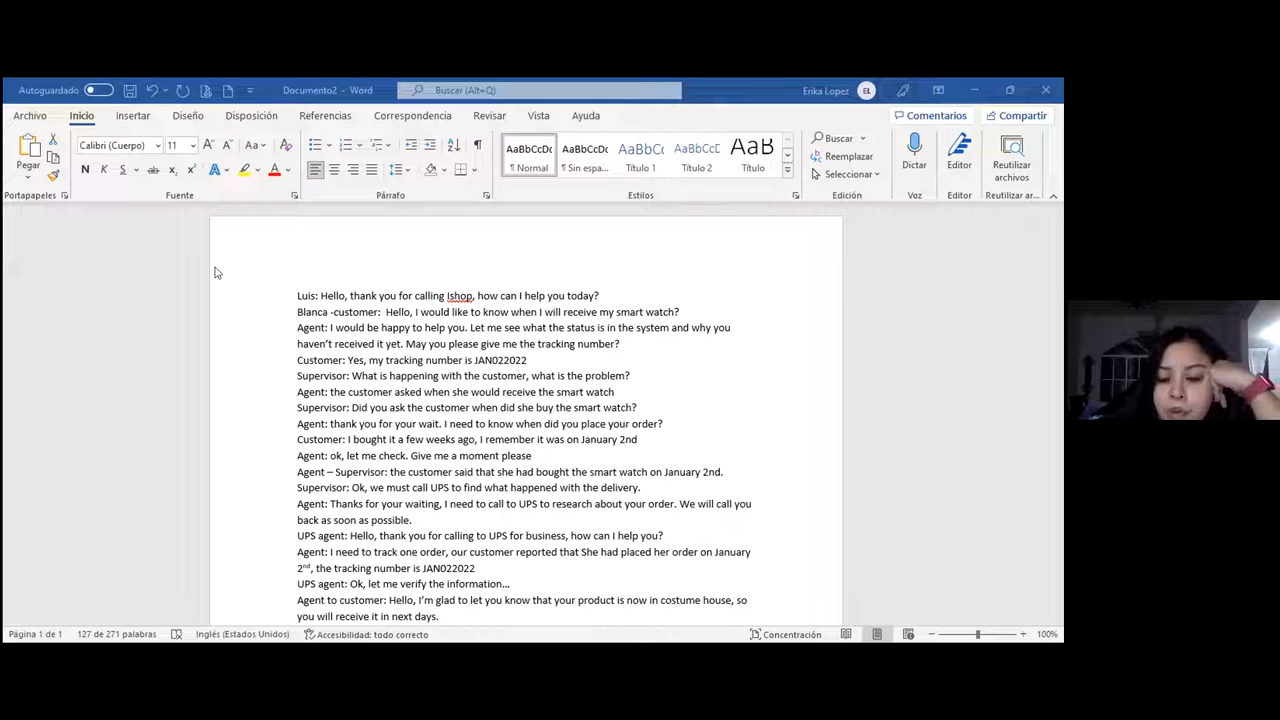 Autoguardado
Documento2 - Word
Buscar (Alt+Q)
Erika Lopez
EL
Archivo Inicio Insertar Diseño Disposición Referencias Correspondencia Revisar Vista Ayuda
Comentarios
Compartir
Pegar
Calibri (Cuerpo) 11
N K S
AaBbCcDc AaBbCcDc AaBbCc AaBbCcD AaB
¶ Normal ¶ Sin espa... Título 1 Título 2 Título
Buscar
Reemplazar
Seleccionar
Dictar
Editor
Reutilizar
archivos
Portapapeles Fuente Párrafo Estilos Edición Voz Editor Reutilizar ar...
Luis: Hello, thank you for calling Ishop, how can I help you today?
Blanca -customer: Hello, I would like to know when I will receive my smart watch?
Agent: I would be happy to help you. Let me see what the status is in the system and why you
haven't received it yet. May you please give me the tracking number?
Customer: Yes, my tracking number is JAN022022
Supervisor: What is happening with the customer, what is the problem?
Agent: the customer asked when she would receive the smart watch
Supervisor: Did you ask the customer when did she buy the smart watch?
Agent: thank you for your wait. I need to know when did you place your order?
Customer: I bought it a few weeks ago, I remember it was on January 2nd
Agent: ok, let me check. Give me a moment please
Agent – Supervisor: the customer said that she had bought the smart watch on January 2nd.
Supervisor: Ok, we must call UPS to find what happened with the delivery.
Agent: Thanks for your waiting, I need to call to UPS to research about your order. We will call you
back as soon as possible.
UPS agent: Hello, thank you for calling to UPS for business, how can I help you?
Agent: I need to track one order, our customer reported that She had placed her order on January
2nd, the tracking number is JAN022022
UPS agent: Ok, let me verify the information…
Agent to customer: Hello, I'm glad to let you know that your product is now in costume house, so
you will receive it in next days.
Página 1 de 1 127 de 271 palabras Inglés (Estados Unidos) Accesibilidad: todo correcto Concentración 100%